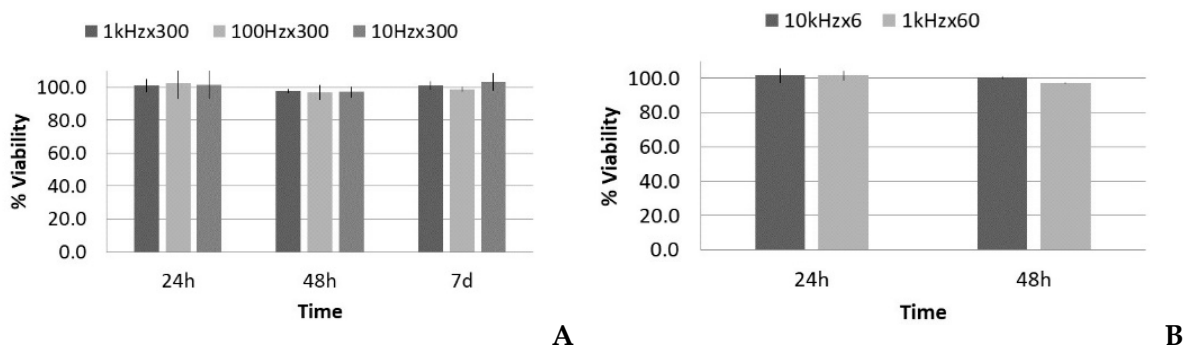 1kHzx300 100Hzx300 10Hzx300
100.0
80.0
60.0
40.0
20.0
0.0
% Viability
24h 48h 7d
Time
A
10kHzx6 1kHzx60
100.0
80.0
60.0
40.0
20.0
0.0
% Viability
24h 48h
Time
B